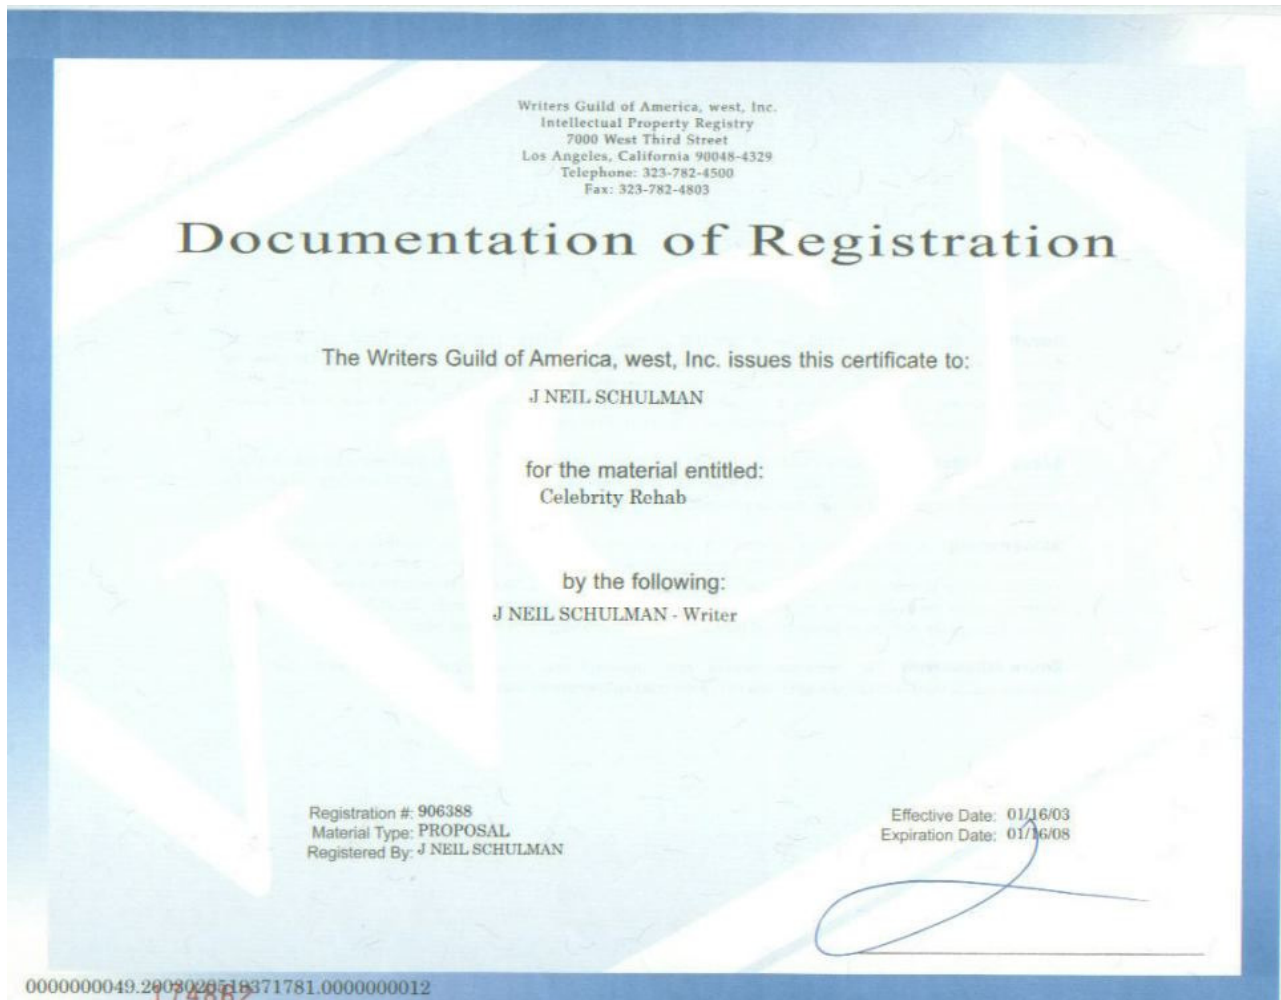 Writers Guild of America, west, Inc.
Intellectual Property Registry
7000 West Third Street
Los Angeles, California 90048-4329
Telephone: 323-782-4500
Fax: 323-782-4803
Documentation of Registration
The Writers Guild of America, west, Inc. issues this certificate to:
J NEIL SCHULMAN
for the material entitled:
Celebrity Rehab
by the following:
J NEIL SCHULMAN - Writer
Registration #: 906388
Material Type: PROPOSAL
Registered By: J NEIL SCHULMAN
Effective Date: 01/16/03
Expiration Date: 01/16/08
WGA